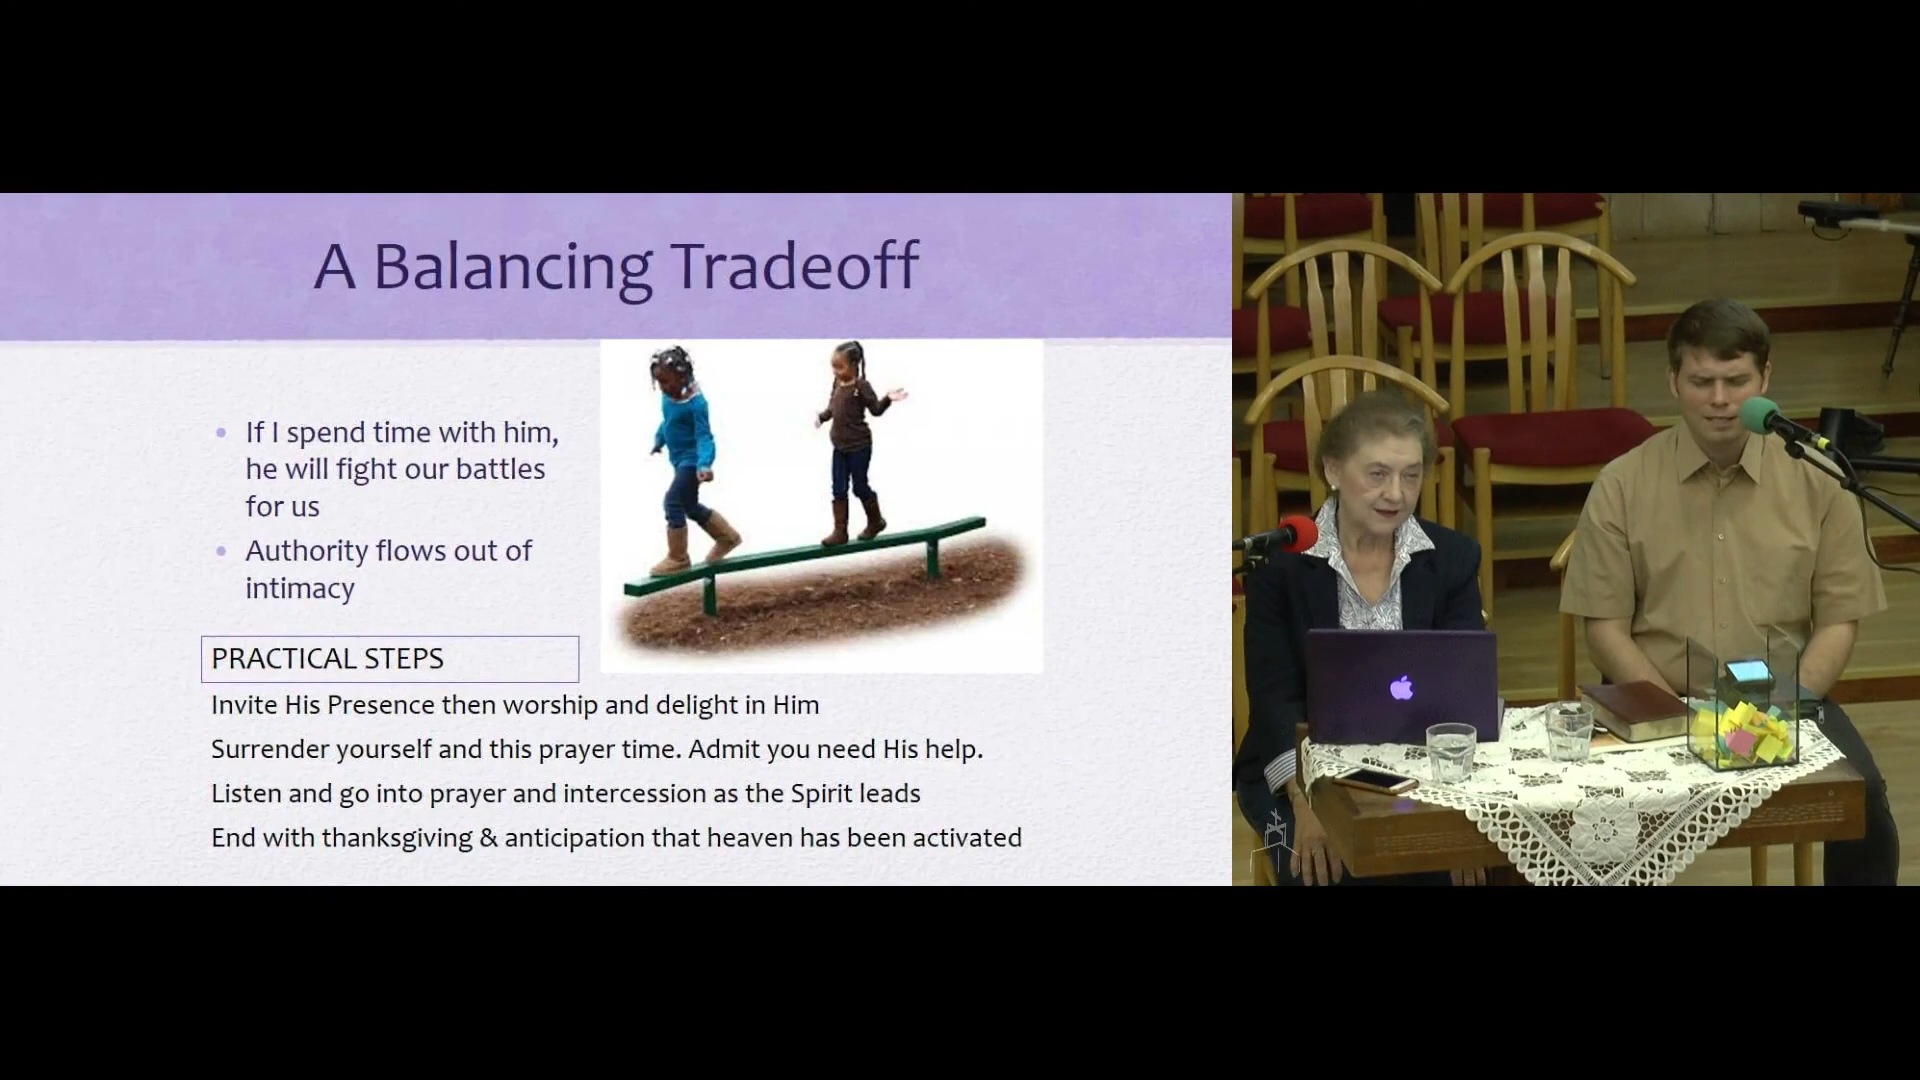 A Balancing Tradeoff
• If I spend time with him,
he will fight our battles
for us
• Authority flows out of
intimacy
PRACTICAL STEPS
Invite His Presence then worship and delight in Him
Surrender yourself and this prayer time. Admit you need His help.
Listen and go into prayer and intercession as the Spirit leads
End with thanksgiving & anticipation that heaven has been activated